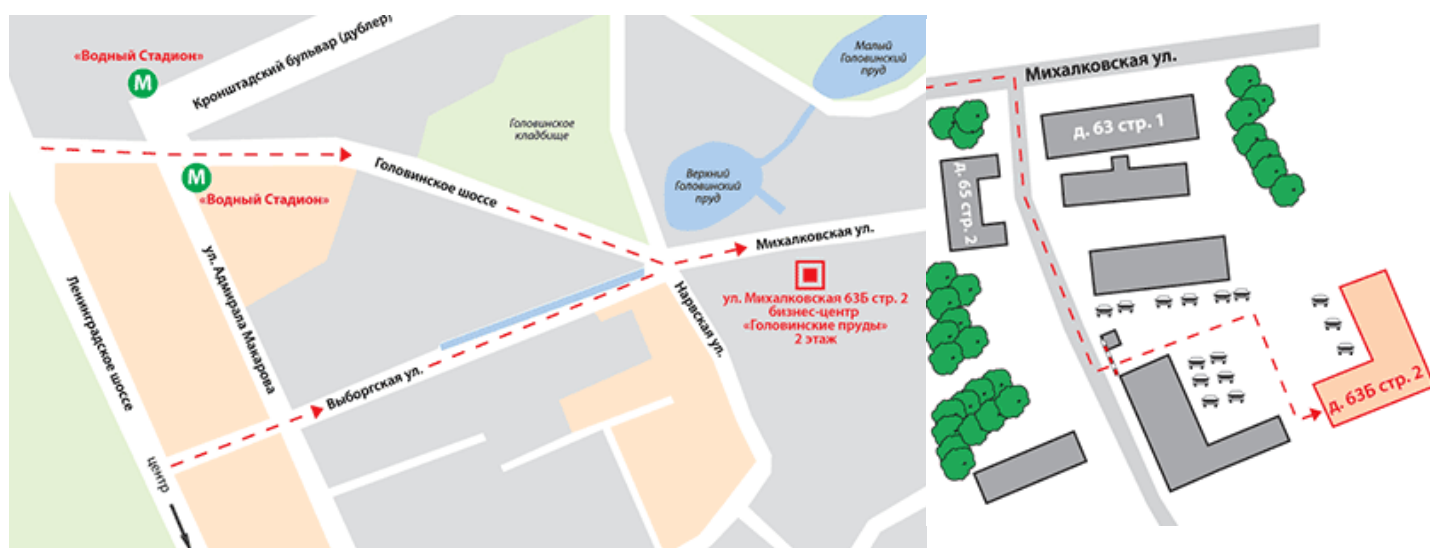 «Водный Стадион»
М
Кронштадский бульвар (дублер)
Малый
Головинский
пруд
Головинское
кладбище
М
«Водный Стадион»
Головинское шоссе
Верхний
Головинский
пруд
Михалковская ул.
ул. Михалковская 63Б стр. 2
бизнес-центр
«Головинские пруды»
2 этаж
Ленинградское шоссе
ул. Адмирала Макарова
Нарвская ул.
Выборгская ул.
центр
Михалковская ул.
д. 63 стр. 1
д. 65 стр. 2
д. 63Б стр. 2